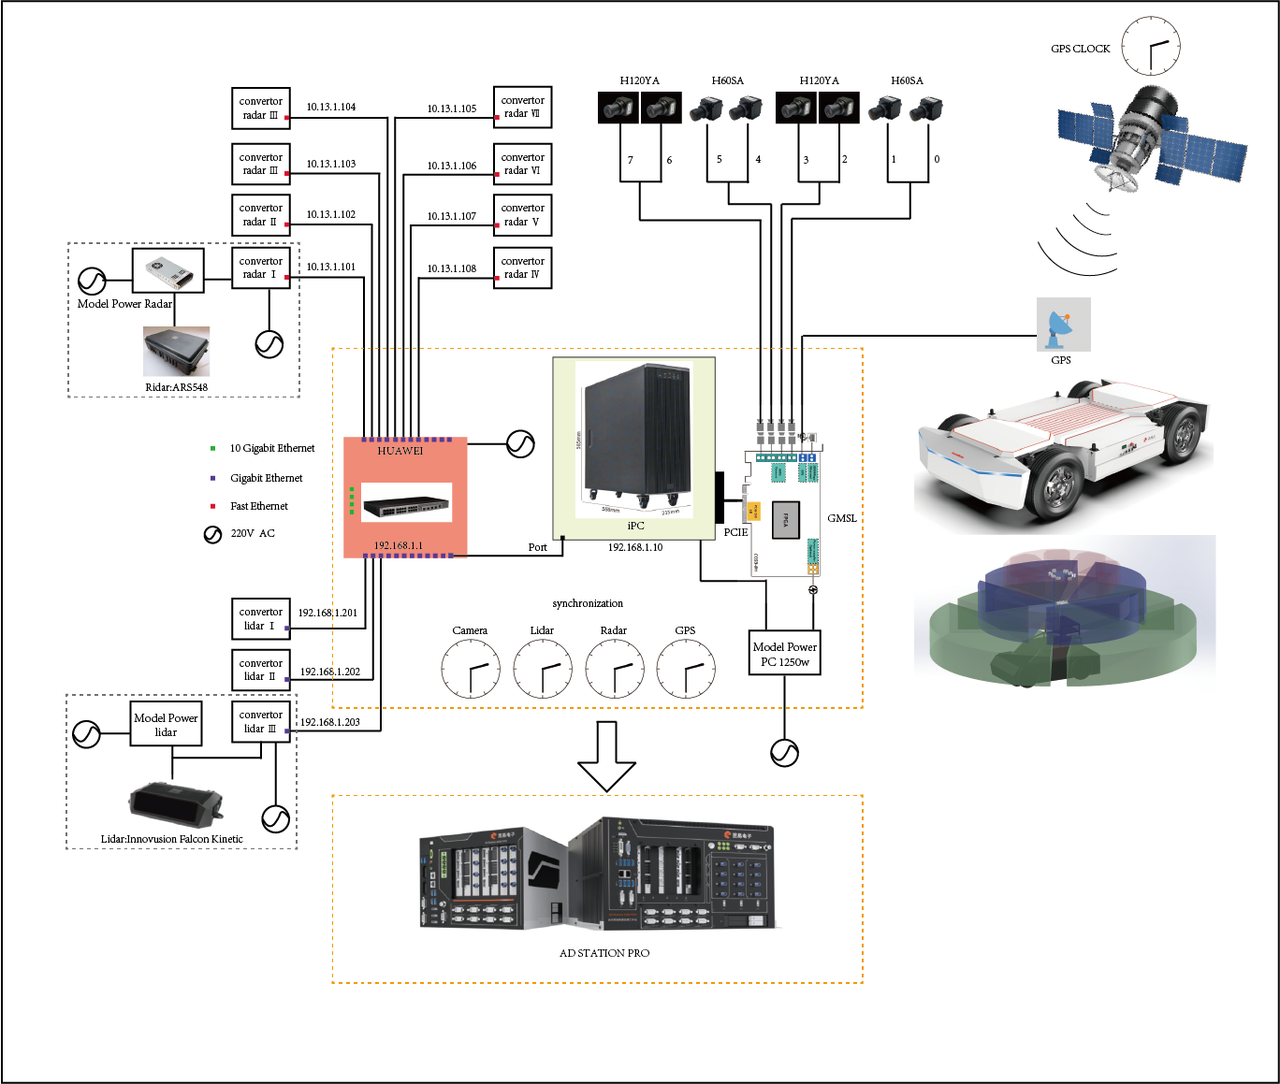 GPS CLOCK
H120YA
H60SA
H120YA
H60SA
convertor
radar III
10.13.1.104
10.13.1.105
convertor
radar VII
convertor
radar III
10.13.1.103
10.13.1.106
convertor
radar VI
7
6
5
4
3
2
1
0
convertor
radar II
10.13.1.102
10.13.1.107
convertor
radar V
convertor
radar I
10.13.1.101
10.13.1.108
convertor
radar IV
Model Power Radar
GPS
Ridar:ARS548
10 Gigabit Ethernet
Gigabit Ethernet
Fast Ethernet
220V AC
HUAWEI
192.168.1.1
iPC
Port
192.168.1.10
PCIE
FPGA
GMSL
convertor
lidar I
192.168.1.201
convertor
lidar II
192.168.1.202
convertor
lidar III
192.168.1.203
synchronization
Camera
Lidar
Radar
GPS
Model Power
PC 1250w
Model Power
lidar
Lidar:Innovusion Falcon Kinetic
AD STATION PRO